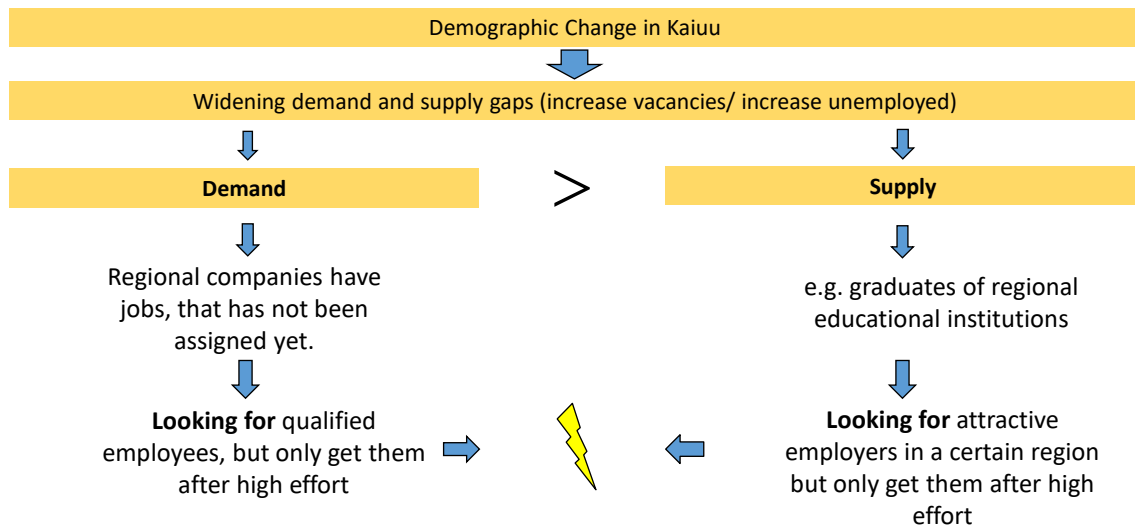 Demographic Change in Kaiuu
Widening demand and supply gaps (increase vacancies/ increase unemployed)
Demand
>
Supply
Regional companies have
jobs, that has not been
assigned yet.
e.g. graduates of regional
educational institutions
Looking for qualified
employees, but only get them
after high effort
Looking for attractive
employers in a certain region
but only get them after high
effort